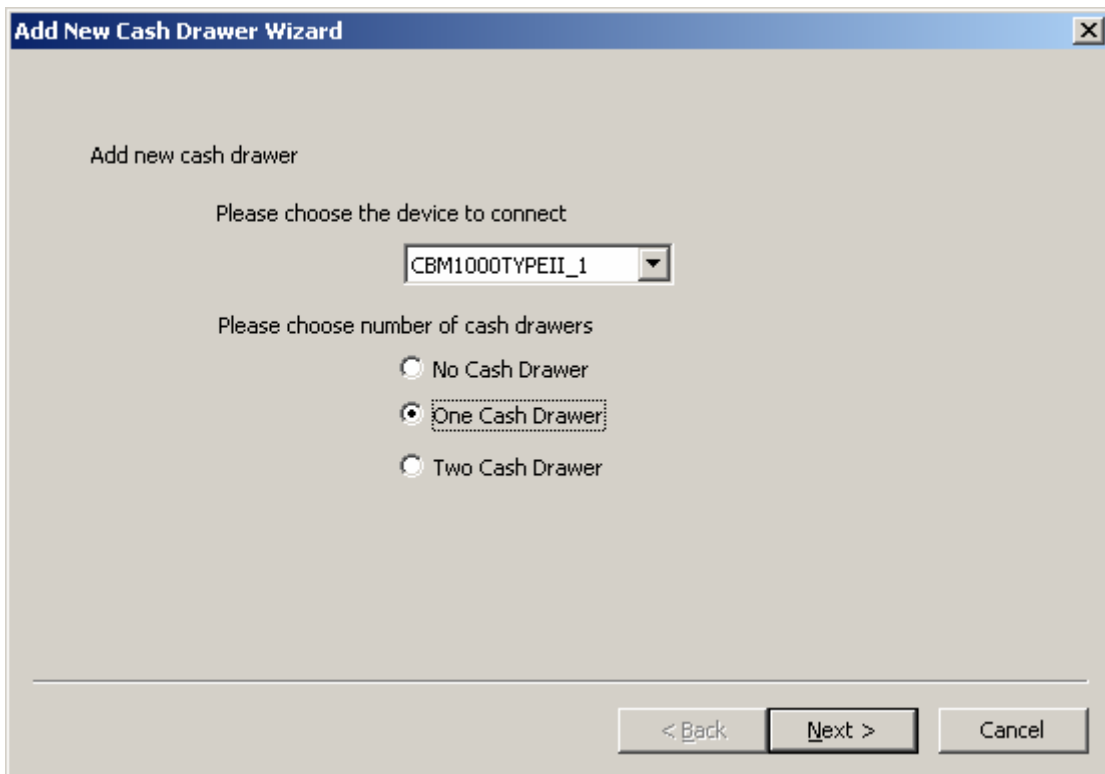 Add New Cash Drawer Wizard
Add new cash drawer
Please choose the device to connect
CBM1000TYPEII_1
Please choose number of cash drawers
No Cash Drawer
One Cash Drawer
Two Cash Drawer
< Back Next > Cancel